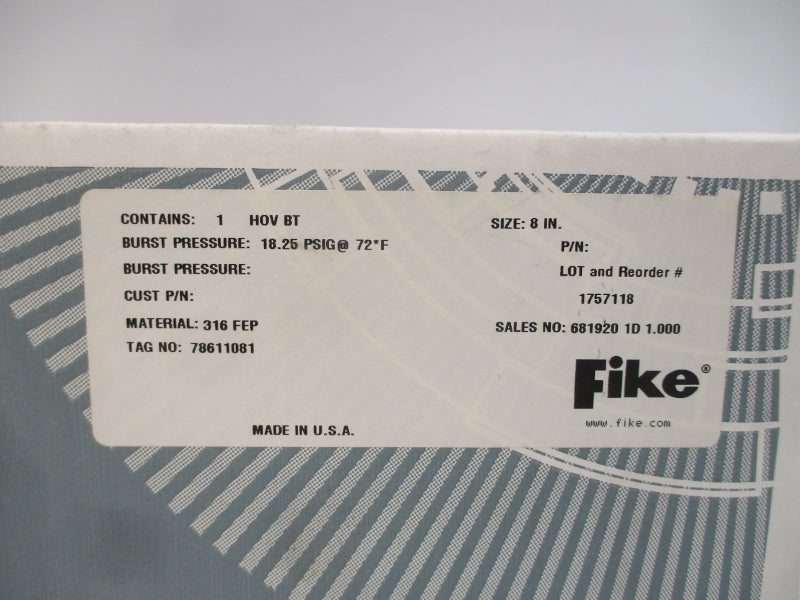 CONTAINS: 1 HOV BT
BURST PRESSURE: 18.25 PSIG@ 72*F
BURST PRESSURE:
CUST P/N:
MATERIAL: 316 FEP
TAG NO: 78611081
SIZE: 8 IN.
P/N:
LOT and Reorder #
1757118
SALES NO: 681920 1D 1.000
Fike®
www.fike.com
MADE IN U.S.A.